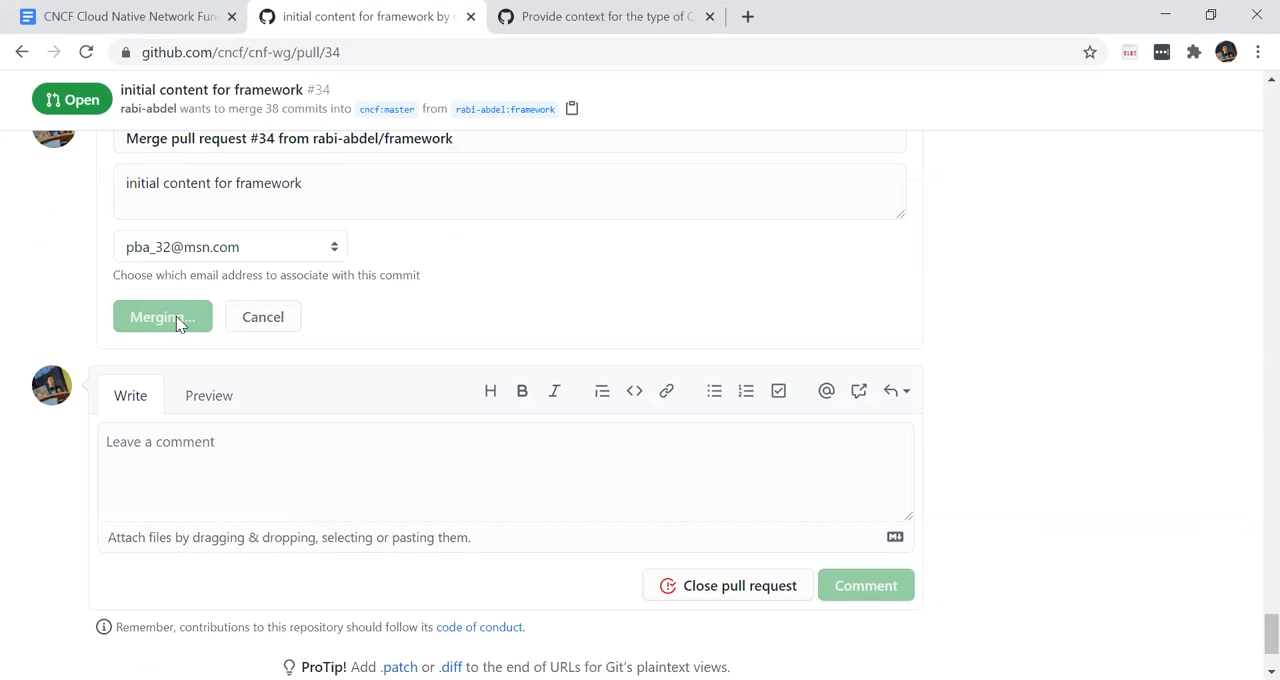 CNCF Cloud Native Network Fun
initial content for framework by
Provide context for the type of C
github.com/cncf/cnf-wg/pull/34
Open
initial content for framework #34
rabi-abdel wants to merge 38 commits into cncf:master from rabi-abdel:framework
Merge pull request #34 from rabi-abdel/framework
initial content for framework
pba_32@msn.com
Choose which email address to associate with this commit
Merging... Cancel
Write Preview
Leave a comment
Attach files by dragging & dropping, selecting or pasting them.
Close pull request Comment
Remember, contributions to this repository should follow its code of conduct.
ProTip! Add .patch or .diff to the end of URLs for Git's plaintext views.